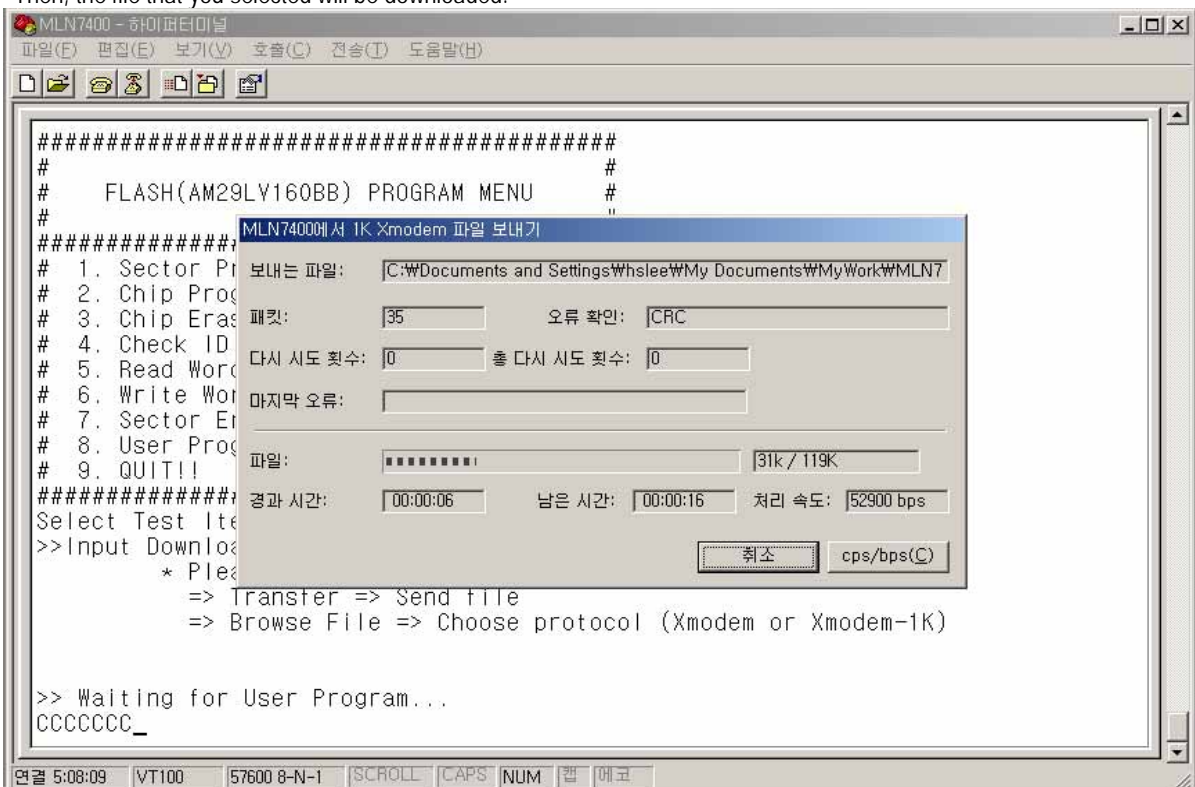 Then, the file that you selected will be downloaded.
MLN7400 - 하이퍼터미널
파일(F) 편집(E) 보기(V) 호출(C) 전송(T) 도움말(H)
##########################################
# #
# FLASH(AM29LV160BB) PROGRAM MENU #
#
##############
# 1. Sector Pr
# 2. Chip Prog
# 3. Chip Eras
# 4. Check ID
# 5. Read Word
# 6. Write Wor
# 7. Sector Er
# 8. User Prog
# 9. QUIT!!
##############
Select Test Ite
>>Input Downloa
* Plea
=> Transfer => Send file
=> Browse File => Choose protocol (Xmodem or Xmodem-1K)
>> Waiting for User Program...
CCCCCCC_
MLN7400에서 1K Xmodem 파일 보내기
보내는 파일: C:₩Documents and Settings₩hslee₩My Documents₩MyWork₩MLN7
패킷: 35 오류 확인: CRC
다시 시도 횟수: 0 총 다시 시도 횟수: 0
마지막 오류:
파일: 31k / 119K
경과 시간: 00:00:06 남은 시간: 00:00:16 처리 속도: 52900 bps
취소 cps/bps(C)
연결 5:08:09 VT100 57600 8-N-1 SCROLL CAPS NUM 캡 에코